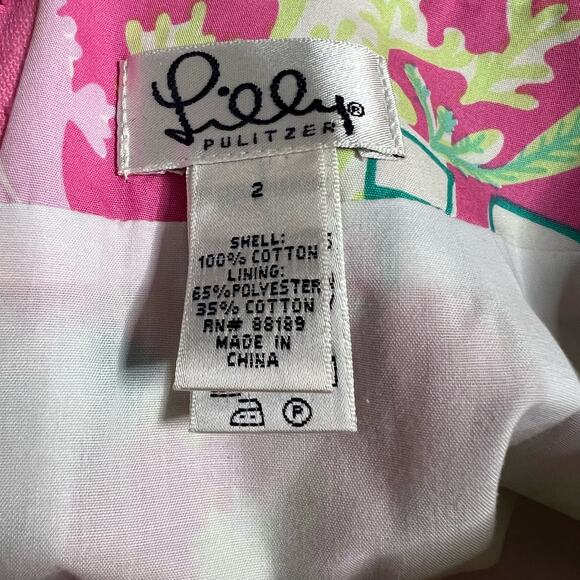 Lilly®
PULITZER
2
SHELL:
100% COTTON
LINING:
65% POLYESTER
35% COTTON
RN# 88189
MADE IN
CHINA
P